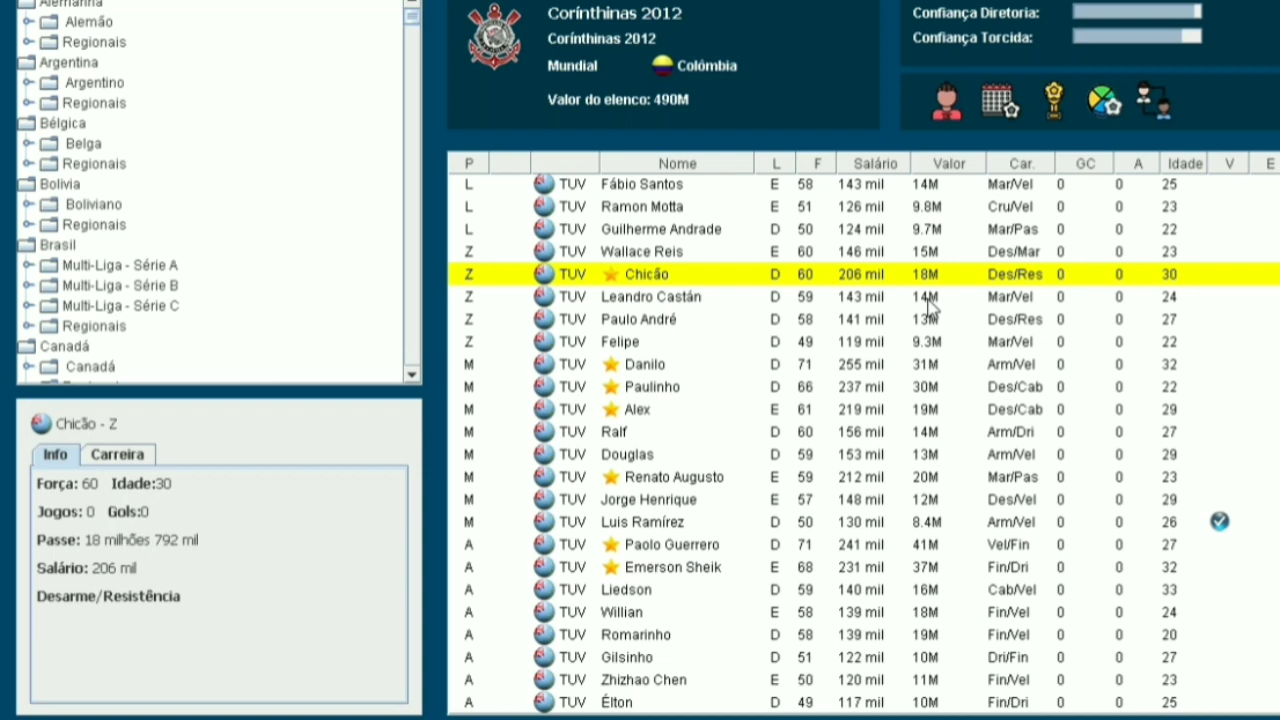 Alemanha
Alemão
Regionais
Argentina
Argentino
Regionais
Bélgica
Belga
Regionais
Bolivia
Boliviano
Regionais
Brasil
Multi-Liga - Série A
Multi-Liga - Série B
Multi-Liga - Série C
Regionais
Canadá
Canadá
Chicão - Z
Info Carreira
Força: 60 Idade:30
Jogos: 0 Gols:0
Passe: 18 milhões 792 mil
Salário: 206 mil
Desarme/Resistência
Corinthinas 2012
Corínthinas 2012
Mundial Colômbia
Valor do elenco: 490M
Confiança Diretoria:
Confiança Torcida:
P Nome L F Salário Valor Car. GC A Idade V E
L TUV Fábio Santos E 58 143 mil 14M Mar/Vel 0 0 25
L TUV Ramon Motta E 51 126 mil 9.8M Cru/Vel 0 0 23
L TUV Guilherme Andrade D 50 124 mil 9.7M Mar/Pas 0 0 22
Z TUV Wallace Reis E 60 146 mil 15M Des/Mar 0 0 23
Z TUV Chicão D 60 206 mil 18M Des/Res 0 0 30
Z TUV Leandro Castán D 59 143 mil 14M Mar/Vel 0 0 24
Z TUV Paulo André D 58 141 mil 13M Des/Res 0 0 27
Z TUV Felipe D 49 119 mil 9.3M Mar/Vel 0 0 22
M TUV Danilo D 71 255 mil 31M Arm/Vel 0 0 32
M TUV Paulinho D 66 237 mil 30M Des/Cab 0 0 22
M TUV Alex E 61 219 mil 19M Des/Cab 0 0 29
M TUV Ralf D 60 156 mil 14M Arm/Dri 0 0 27
M TUV Douglas D 59 153 mil 13M Arm/Vel 0 0 29
M TUV Renato Augusto E 59 212 mil 20M Mar/Pas 0 0 23
M TUV Jorge Henrique E 57 148 mil 12M Des/Vel 0 0 29
M TUV Luis Ramírez D 50 130 mil 8.4M Arm/Vel 0 0 26
A TUV Paolo Guerrero D 71 241 mil 41M Vel/Fin 0 0 27
A TUV Emerson Sheik E 68 231 mil 37M Fin/Dri 0 0 32
A TUV Liedson D 59 140 mil 16M Cab/Vel 0 0 33
A TUV Willian E 58 139 mil 18M Fin/Vel 0 0 24
A TUV Romarinho D 58 139 mil 19M Fin/Vel 0 0 20
A TUV Gilsinho D 51 122 mil 10M Dri/Fin 0 0 27
A TUV Zhizhao Chen E 50 120 mil 11M Fin/Vel 0 0 23
A TUV Élton D 49 117 mil 10M Fin/Dri 0 0 25